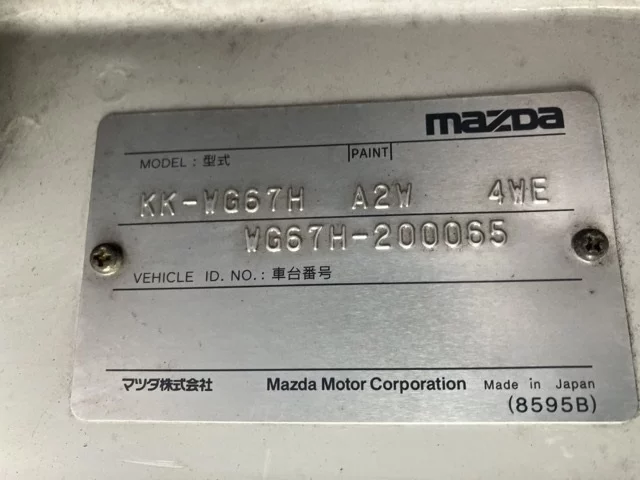 mazDa
MODEL : 型式 PAINT
KK-WG67H A2W 4WE
WG67H-200065
VEHICLE ID. NO. : 車台番号
マツダ株式会社 Mazda Motor Corporation Made in Japan
(8595B)